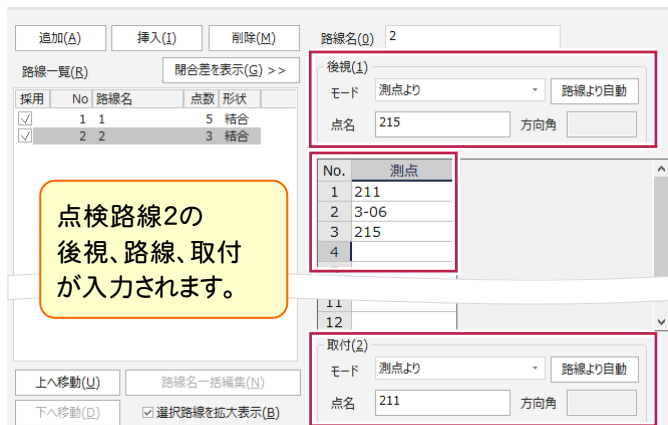 追加(A) 挿入(I) 削除(M)
路線一覧(R) 閉合差を表示(G) >>
採用 No 路線名 点数 形状
1 1 5 結合
2 2 3 結合
点検路線2の
後視、路線、取付
が入力されます。
上へ移動(U) 路線名一括編集(N)
下へ移動(D) 選択路線を拡大表示(B)
路線名(0) 2
後視(1)
モード 測点より 路線より自動
点名 215 方向角
No. 測点
1 211
2 3-06
3 215
4
11
12
取付(2)
モード 測点より 路線より自動
点名 211 方向角